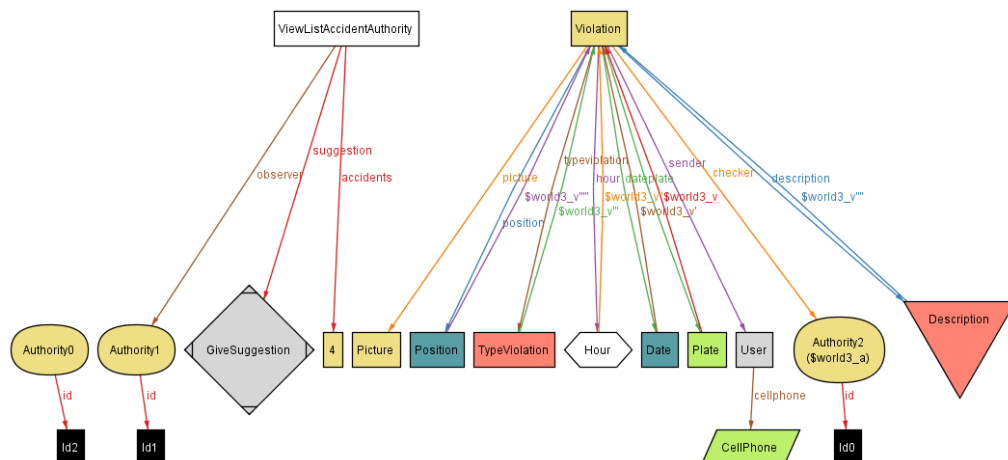 ViewListAccidentAuthority
Violation
suggestion
sender
typeviolation
observer
accidents
picture
hour
date
plate
checker
description
$world3_v''''
$world3_v'
$world3_v
$world3_v'''
$world3_v'
position
Authority0
Authority1
GiveSuggestion
4
Picture
Position
TypeViolation
Hour
Date
Plate
User
Authority2
($world3_a)
Description
id
id
cellphone
id
Id2
Id1
CellPhone
Id0